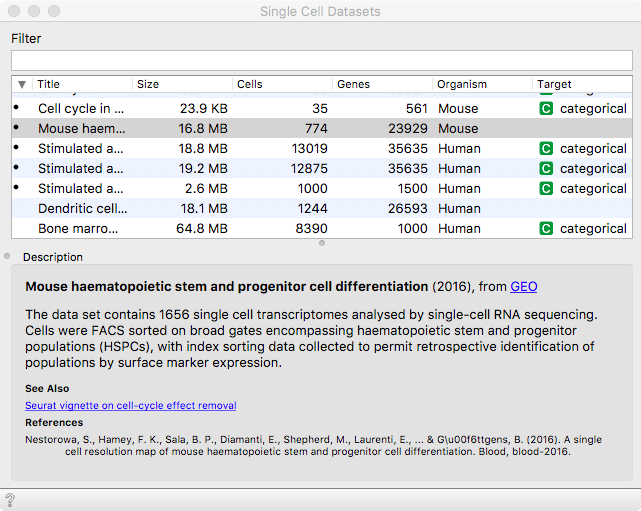 Single Cell Datasets
Filter
▼ Title Size Cells Genes Organism Target
• Cell cycle in ... 23.9 KB 35 561 Mouse C categorical
• Mouse haem... 16.8 MB 774 23929 Mouse
• Stimulated a... 18.8 MB 13019 35635 Human C categorical
• Stimulated a... 19.2 MB 12875 35635 Human C categorical
• Stimulated a... 2.6 MB 1000 1500 Human C categorical
Dendritic cell... 18.1 MB 1244 26593 Human
Bone marro... 64.8 MB 8390 1000 Human C categorical
Description
Mouse haematopoietic stem and progenitor cell differentiation (2016), from GEO
The data set contains 1656 single cell transcriptomes analysed by single-cell RNA sequencing.
Cells were FACS sorted on broad gates encompassing haematopoietic stem and progenitor
populations (HSPCs), with index sorting data collected to permit retrospective identification of
populations by surface marker expression.
See Also
Seurat vignette on cell-cycle effect removal
References
Nestorowa, S., Hamey, F. K., Sala, B. P., Diamanti, E., Shepherd, M., Laurenti, E., ... & G\u00f6ttgens, B. (2016). A single
cell resolution map of mouse haematopoietic stem and progenitor cell differentiation. Blood, blood-2016.
?